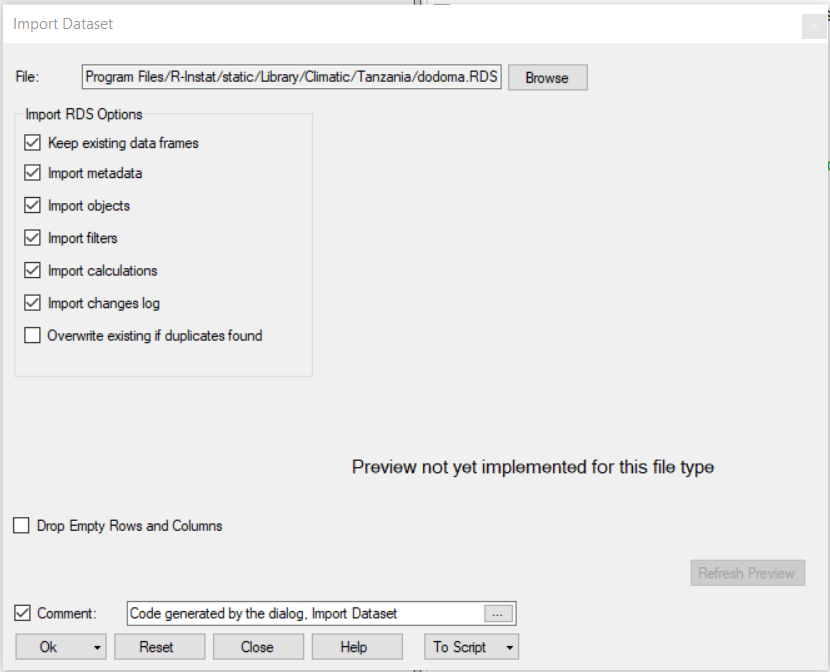 Import Dataset
File: Program Files/R-Instat/static/Library/Climatic/Tanzania/dodoma.RDS Browse
Import RDS Options
Keep existing data frames
Import metadata
Import objects
Import filters
Import calculations
Import changes log
Overwrite existing if duplicates found
Preview not yet implemented for this file type
Drop Empty Rows and Columns
Refresh Preview
Comment: Code generated by the dialog, Import Dataset ...
Ok Reset Close Help To Script